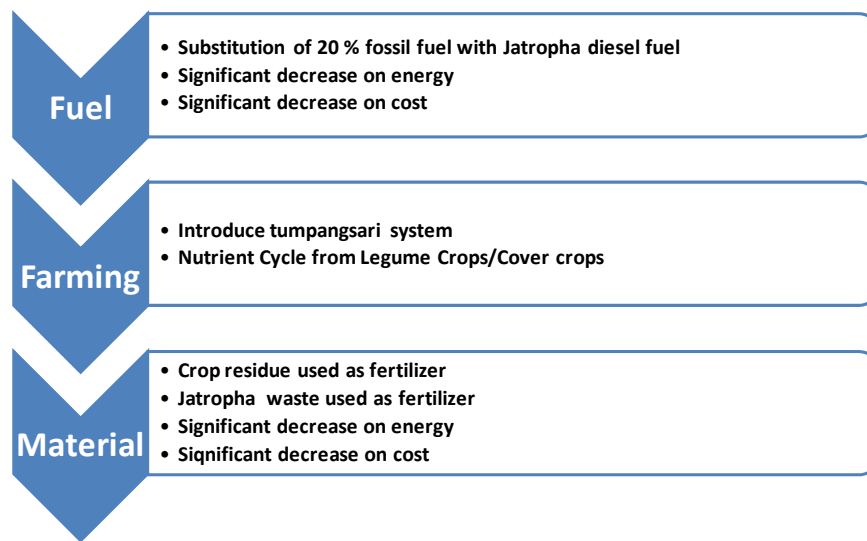 Fuel
• Substitution of 20 % fossil fuel with Jatropha diesel fuel
• Significant decrease on energy
• Significant decrease on cost
Farming
• Introduce tumpangsari system
• Nutrient Cycle from Legume Crops/Cover crops
Material
• Crop residue used as fertilizer
• Jatropha waste used as fertilizer
• Significant decrease on energy
• Siqnificant decrease on cost